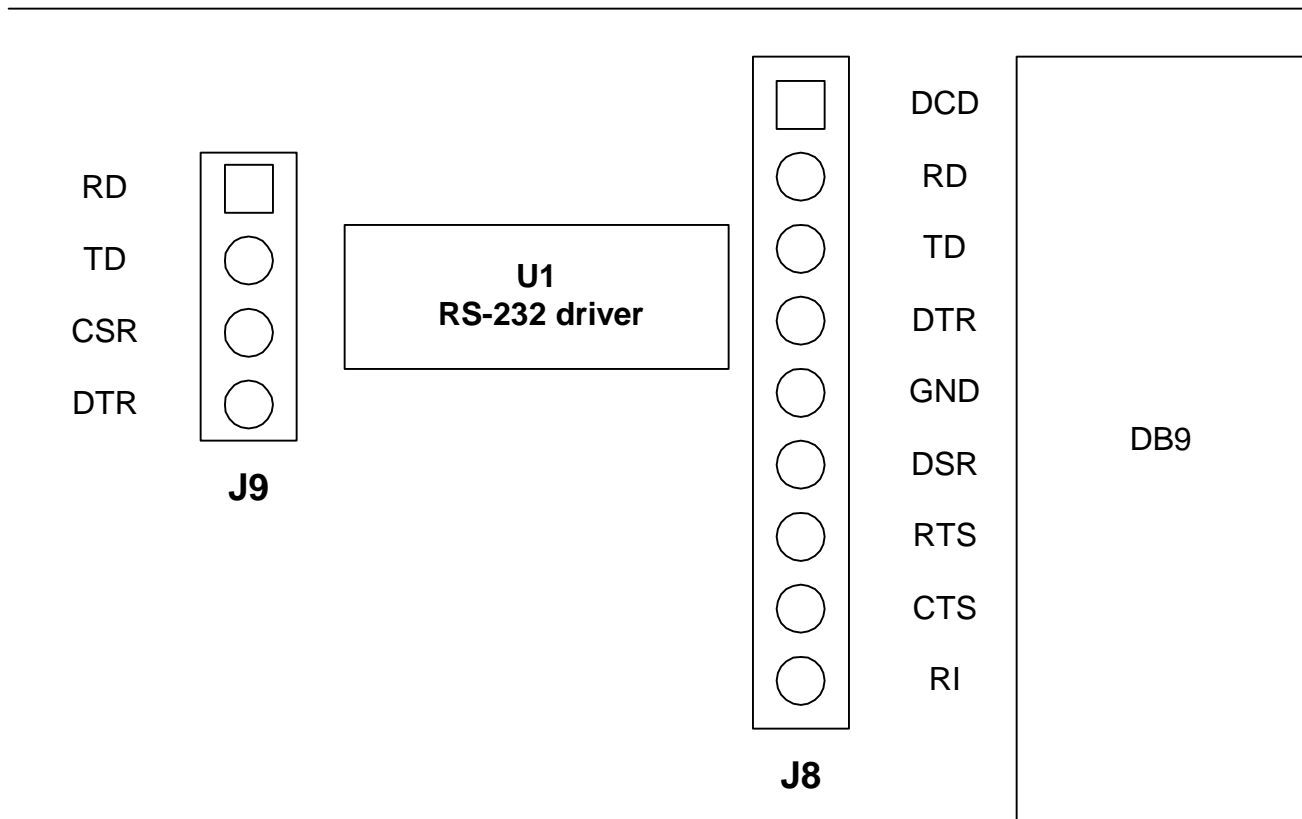 RD
TD
CSR
DTR
J9
U1
RS-232 driver
DCD
RD
TD
DTR
GND
DSR
RTS
CTS
RI
J8
DB9